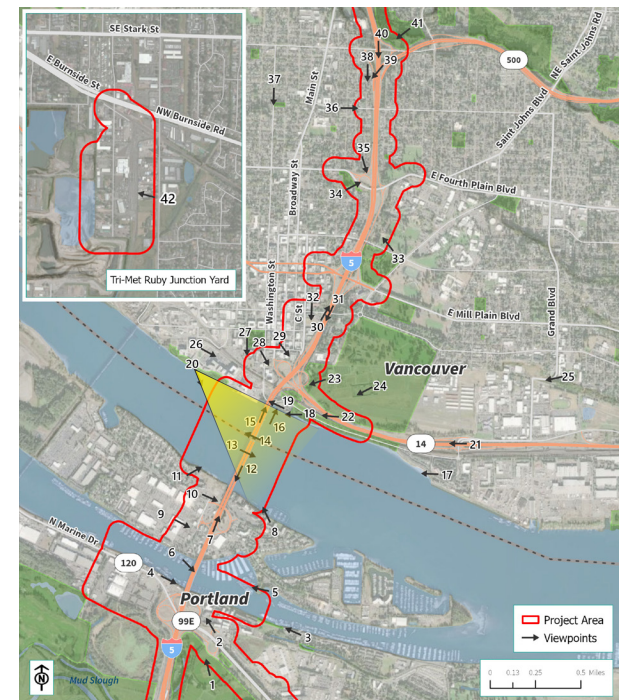 SE Stark St
E Burnside St
NW Burnside Rd
42
Tri-Met Ruby Junction Yard
41
40
38
39
37
36
Main St
500
NE Saint Johns Rd
Saint Johns Blvd
35
34
E Fourth Plain Blvd
Broadway St
33
5
Washington St
C St
32
31
30
E Mill Plain Blvd
Grand Blvd
29
28
27
26
20
Vancouver
23
24
25
19
18
22
15
16
14
13
12
14
21
17
11
10
9
8
7
N Marine Dr
6
120
4
5
Portland
99E
2
3
5
1
Mud Slough
N
Project Area
Viewpoints
0 0.13 0.25 0.5 Miles